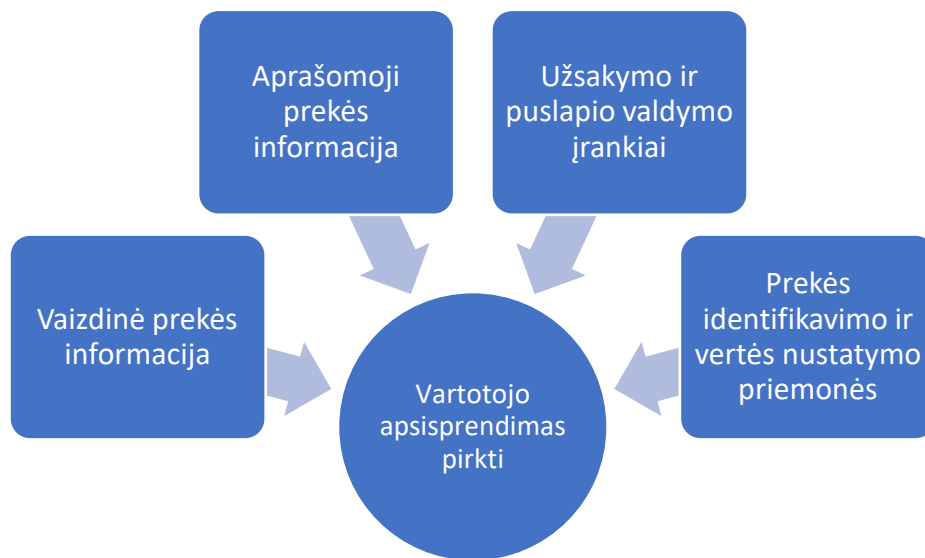 Aprašomoji
prekės
informacija
Užsakymo ir
puslapio valdymo
įrankiai
Vaizdinė prekės
informacija
Prekės
identifikavimo ir
vertės nustatymo
priemonės
Vartotojo
apsisprendimas
pirkti